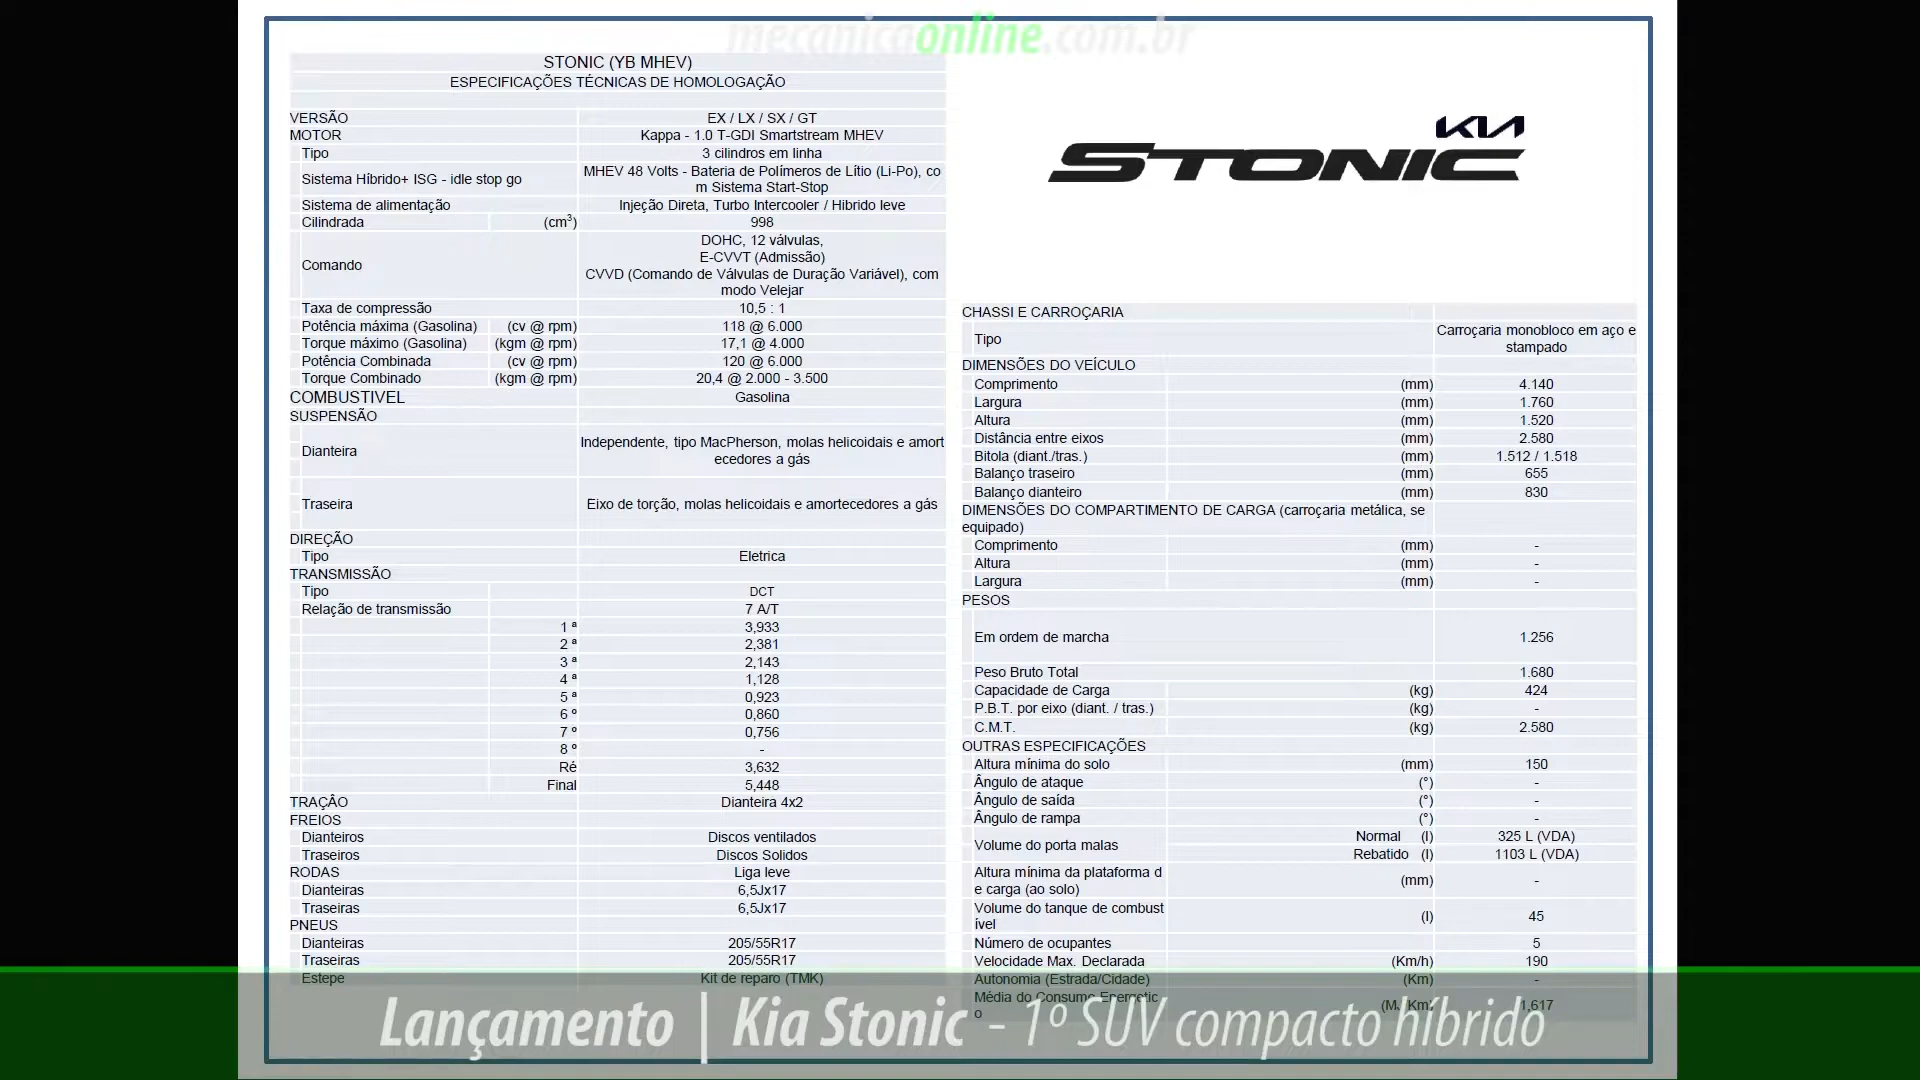 mecanicaonline.com.br
STONIC (YB MHEV)
ESPECIFICAÇÕES TÉCNICAS DE HOMOLOGAÇÃO
VERSÃO EX / LX / SX / GT
MOTOR Kappa - 1.0 T-GDI Smartstream MHEV
Tipo 3 cilindros em linha
Sistema Híbrido+ ISG - idle stop go MHEV 48 Volts - Bateria de Polímeros de Lítio (Li-Po), co
m Sistema Start-Stop
Sistema de alimentação Injeção Direta, Turbo Intercooler / Hibrido leve
Cilindrada (cm³) 998
Comando DOHC, 12 válvulas,
E-CVVT (Admissão)
CVVD (Comando de Válvulas de Duração Variável), com
modo Velejar
Taxa de compressão 10,5 : 1
Potência máxima (Gasolina) (cv @ rpm) 118 @ 6.000
Torque máximo (Gasolina) (kgm @ rpm) 17,1 @ 4.000
Potência Combinada (cv @ rpm) 120 @ 6.000
Torque Combinado (kgm @ rpm) 20,4 @ 2.000 - 3.500
COMBUSTIVEL Gasolina
SUSPENSÃO
Dianteira Independente, tipo MacPherson, molas helicoidais e amort
ecedores a gás
Traseira Eixo de torção, molas helicoidais e amortecedores a gás
DIREÇÃO
Tipo Eletrica
TRANSMISSÃO
Tipo DCT
Relação de transmissão 7 A/T
1 ª 3,933
2 ª 2,381
3 ª 2,143
4 ª 1,128
5 ª 0,923
6 º 0,860
7 º 0,756
8 º -
Ré 3,632
Final 5,448
TRAÇÂO Dianteira 4x2
FREIOS
Dianteiros Discos ventilados
Traseiros Discos Solidos
RODAS Liga leve
Dianteiras 6,5Jx17
Traseiras 6,5Jx17
PNEUS
Dianteiras 205/55R17
Traseiras 205/55R17
Estepe Kit de reparo (TMK)
KIA
STONIC
CHASSI E CARROÇARIA
Tipo Carroçaria monobloco em aço e
stampado
DIMENSÕES DO VEÍCULO
Comprimento (mm) 4.140
Largura (mm) 1.760
Altura (mm) 1.520
Distância entre eixos (mm) 2.580
Bitola (diant./tras.) (mm) 1.512 / 1.518
Balanço traseiro (mm) 655
Balanço dianteiro (mm) 830
DIMENSÕES DO COMPARTIMENTO DE CARGA (carroçaria metálica, se
equipado)
Comprimento (mm) -
Altura (mm) -
Largura (mm) -
PESOS
Em ordem de marcha 1.256
Peso Bruto Total 1.680
Capacidade de Carga (kg) 424
P.B.T. por eixo (diant. / tras.) (kg) -
C.M.T. (kg) 2.580
OUTRAS ESPECIFICAÇÕES
Altura mínima do solo (mm) 150
Ângulo de ataque (°) -
Ângulo de saída (°) -
Ângulo de rampa (°) -
Volume do porta malas Normal (l) 325 L (VDA)
Rebatido (l) 1103 L (VDA)
Altura mínima da plataforma d
e carga (ao solo) (mm) -
Volume do tanque de combust
ível (l) 45
Número de ocupantes 5
Velocidade Max. Declarada (Km/h) 190
Autonomia (Estrada/Cidade) (Km) -
Média do Consumo Energetic
o 1,617
Lançamento | Kia Stonic - 1º SUV compacto híbrido